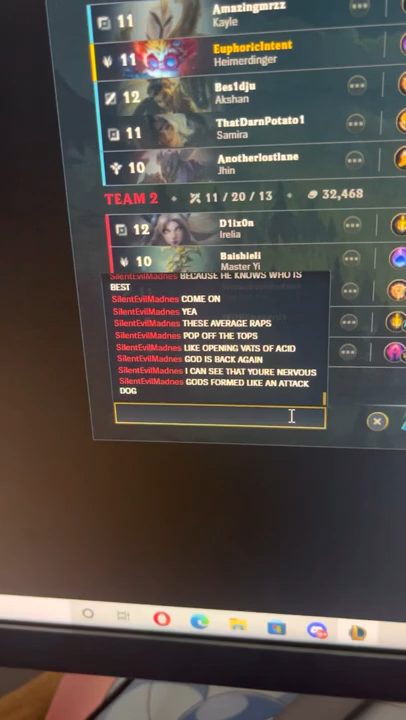 11 Amazingmrzz
Kayle
11 EuphoricIntent
Heimerdinger
12 Bes1dju
Akshan
11 ThatDarnPotato1
Samira
10 Anotherlostlane
Jhin
TEAM 2 • 11 / 20 / 13 • 32,468
12 D1ix0n
Irelia
10 Baishieli
Master Yi
SilentEvilMadnes BECAUSE HE KNOWS WHO IS
BEST
SilentEvilMadnes COME ON
SilentEvilMadnes YEA
SilentEvilMadnes THESE AVERAGE RAPS
SilentEvilMadnes POP OFF THE TOPS
SilentEvilMadnes LIKE OPENING VATS OF ACID
SilentEvilMadnes GOD IS BACK AGAIN
SilentEvilMadnes I CAN SEE THAT YOURE NERVOUS
SilentEvilMadnes GODS FORMED LIKE AN ATTACK
DOG